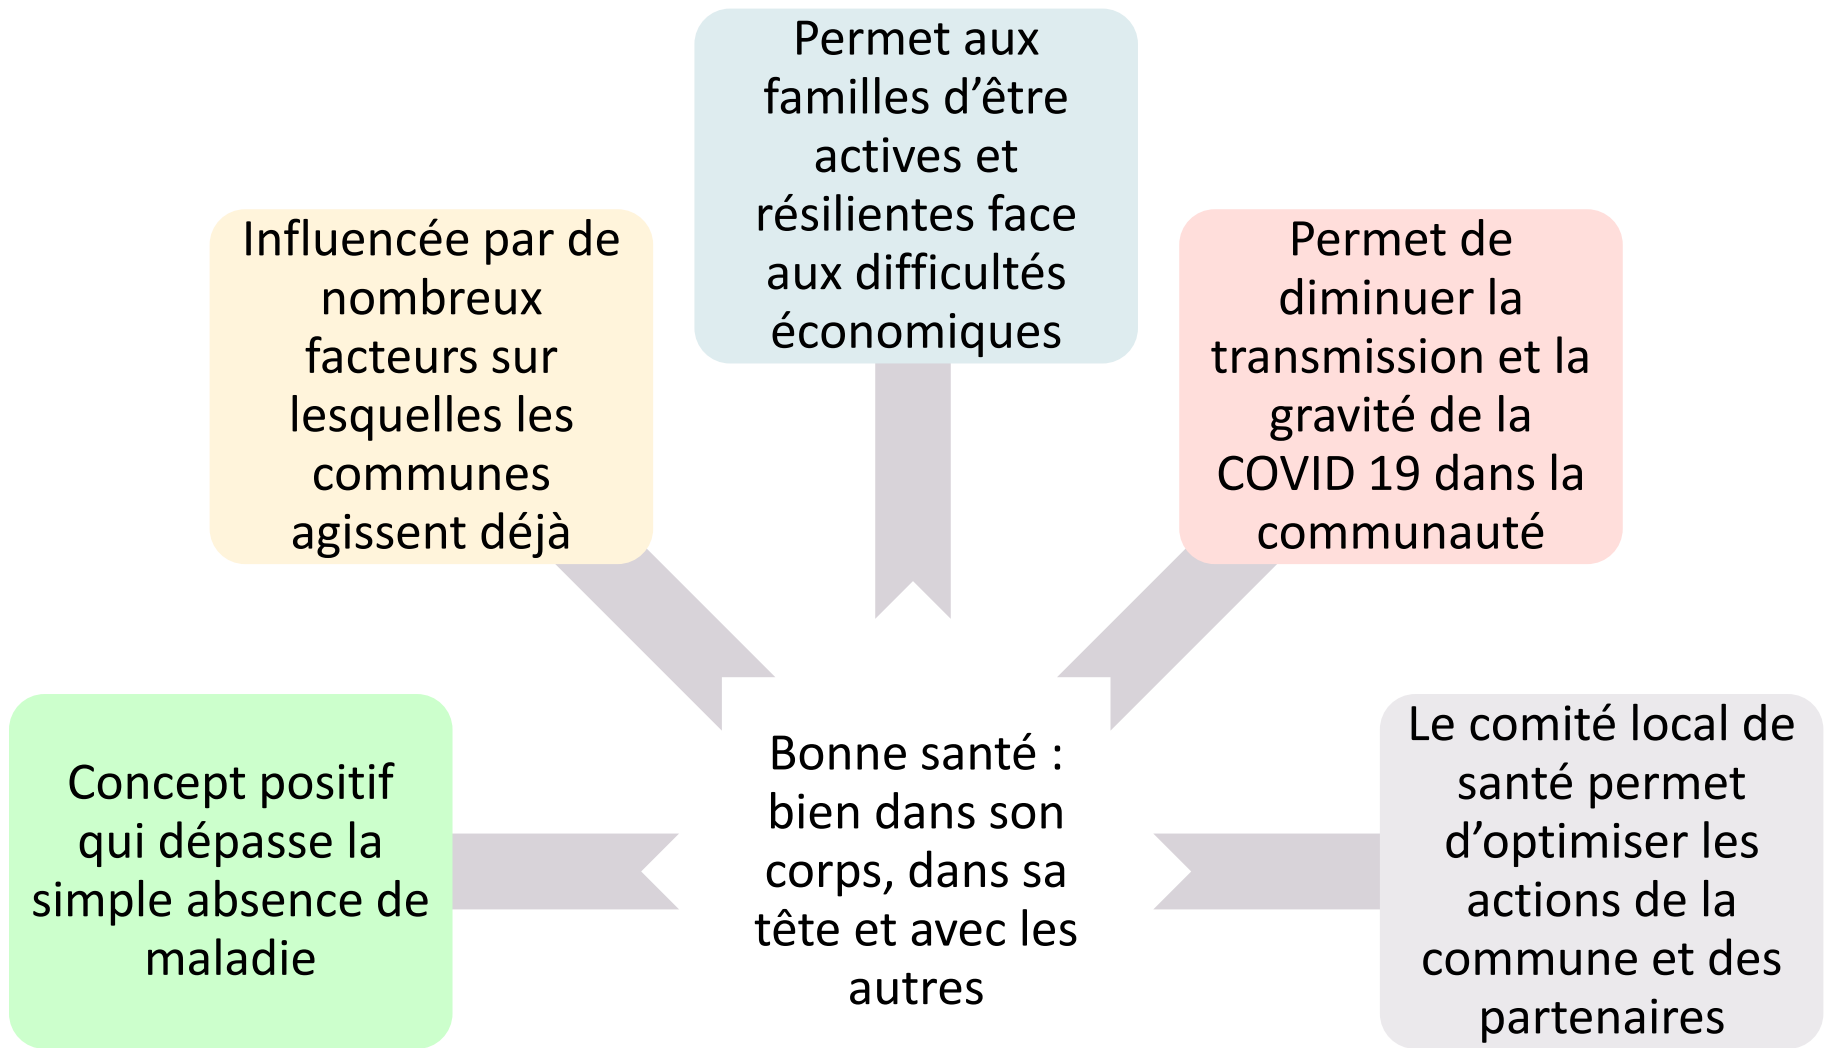 Permet aux
familles d’être
actives et
résilientes face
aux difficultés
économiques
Influencée par de
nombreux
facteurs sur
lesquelles les
communes
agissent déjà
Permet de
diminuer la
transmission et la
gravité de la
COVID 19 dans la
communauté
Concept positif
qui dépasse la
simple absence de
maladie
Bonne santé :
bien dans son
corps, dans sa
tête et avec les
autres
Le comité local de
santé permet
d’optimiser les
actions de la
commune et des
partenaires